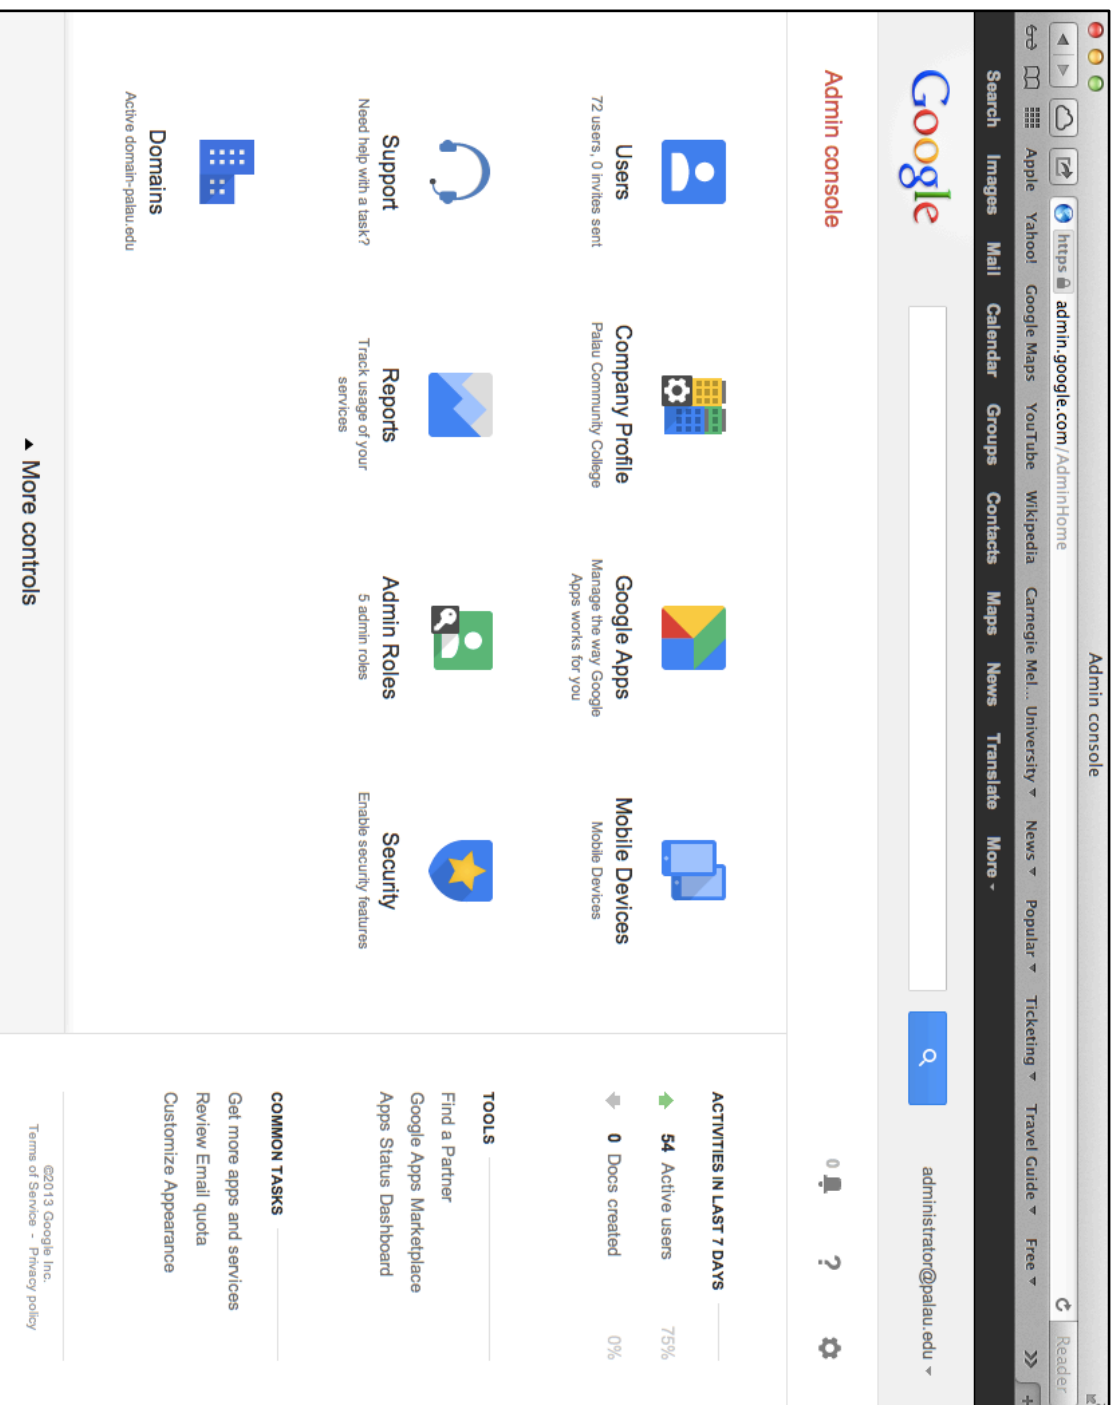 Admin console
https admin.google.com/AdminHome
Reader
Apple Yahoo! Google Maps YouTube Wikipedia Carnegie Mel... University News Popular Ticketing Travel Guide Free
Search Images Mail Calendar Groups Contacts Maps News Translate More
Google
administrator@palau.edu
Admin console
0
?
Users
72 users, 0 invites sent
Company Profile
Palau Community College
Google Apps
Manage the way Google
Apps works for you
Mobile Devices
Mobile Devices
Support
Need help with a task?
Reports
Track usage of your
services
Admin Roles
5 admin roles
Security
Enable security features
Domains
Active domain-palau.edu
More controls
ACTIVITIES IN LAST 7 DAYS
54 Active users 75%
0 Docs created 0%
TOOLS
Find a Partner
Google Apps Marketplace
Apps Status Dashboard
COMMON TASKS
Get more apps and services
Review Email quota
Customize Appearance
©2013 Google Inc.
Terms of Service - Privacy policy